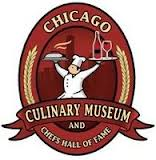 CHICAGO
CULINARY MUSEUM
AND
CHEFS HALL OF FAME